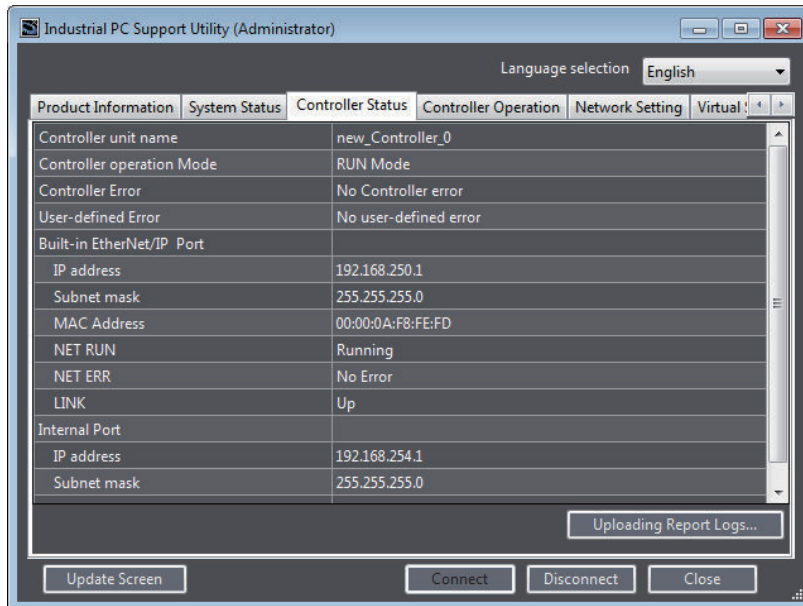 Industrial PC Support Utility (Administrator)
Language selection English
Product Information System Status Controller Status Controller Operation Network Setting Virtual
Controller unit name new_Controller_0
Controller operation Mode RUN Mode
Controller Error No Controller error
User-defined Error No user-defined error
Built-in EtherNet/IP Port
IP address 192.168.250.1
Subnet mask 255.255.255.0
MAC Address 00:00:0A:F8:FE:FD
NET RUN Running
NET ERR No Error
LINK Up
Internal Port
IP address 192.168.254.1
Subnet mask 255.255.255.0
Uploading Report Logs...
Update Screen Connect Disconnect Close